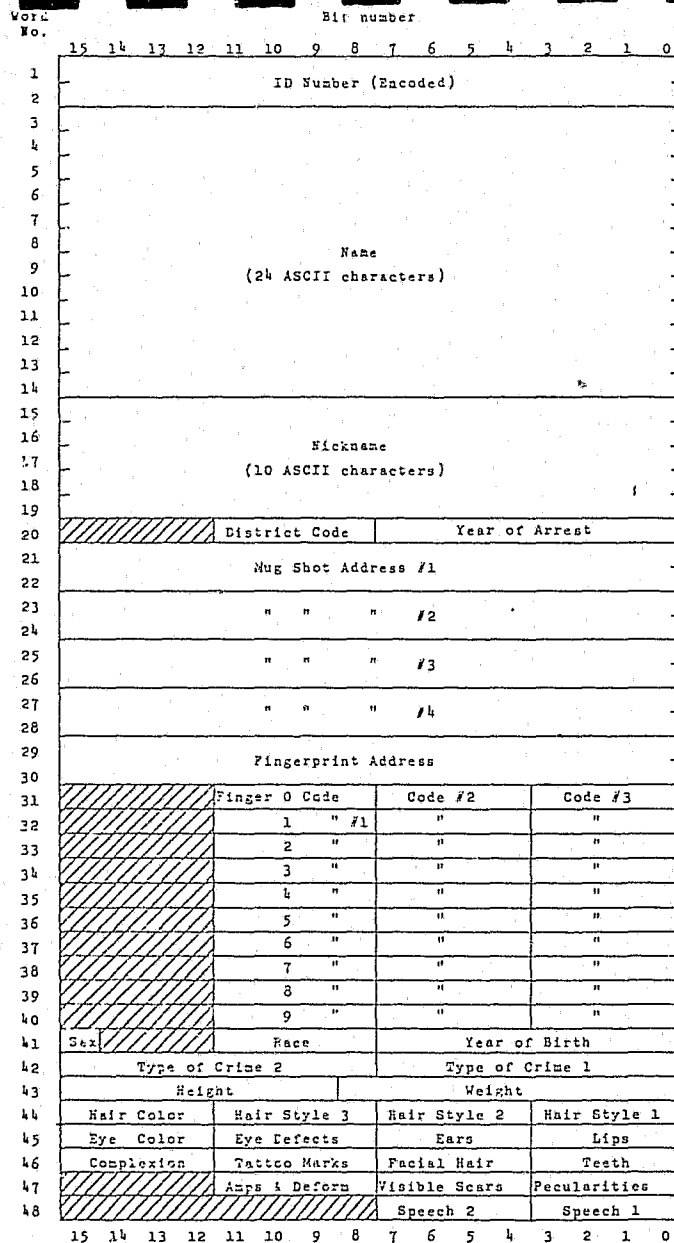 Word Bit number
No.
15 14 13 12 11 10 9 8 7 6 5 4 3 2 1 0
1 ID Number (Encoded)
2
3
4
5
6
7
8 Name
9 (24 ASCII characters)
10
11
12
13
14
15
16 Nickname
17 (10 ASCII characters)
18
19
20 District Code Year of Arrest
21 Mug Shot Address #1
22
23 " " " #2
24
25 " " " #3
26
27 " " " #4
28
29 Fingerprint Address
30
31 Finger 0 Code Code #2 Code #3
32 1 " #1 " "
33 2 " " "
34 3 " " "
35 4 " " "
36 5 " " "
37 6 " " "
38 7 " " "
39 8 " " "
40 9 " " "
41 Sex Race Year of Birth
42 Type of Crime 2 Type of Crime 1
43 Height Weight
44 Hair Color Hair Style 3 Hair Style 2 Hair Style 1
45 Eye Color Eye Defects Ears Lips
46 Complexion Tattoo Marks Facial Hair Teeth
47 Amps & Deform Visible Scars Pecularities
48 Speech 2 Speech 1
15 14 13 12 11 10 9 8 7 6 5 4 3 2 1 0